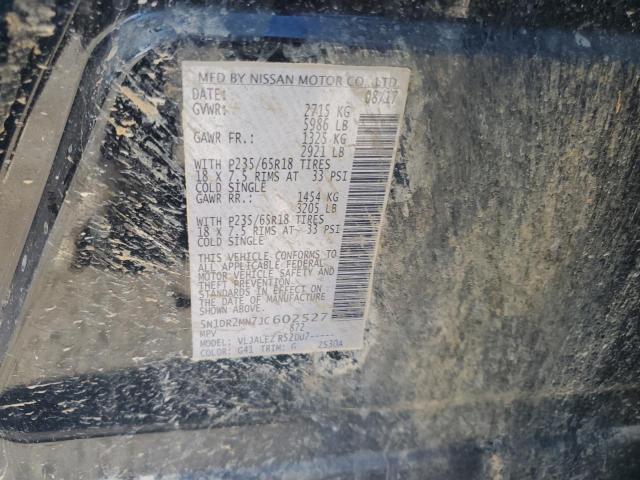 MFD BY NISSAN MOTOR CO., LTD.
DATE: 08/17
GVWR: 2715 KG
5986 LB
GAWR FR.: 1325 KG
2921 LB
WITH P235/65R18 TIRES
18 X 7.5 RIMS AT 33 PSI
COLD SINGLE
GAWR RR.: 1454 KG
3205 LB
WITH P235/65R18 TIRES
18 X 7.5 RIMS AT 33 PSI
COLD SINGLE
THIS VEHICLE CONFORMS TO
ALL APPLICABLE FEDERAL
MOTOR VEHICLE SAFETY AND
THEFT PREVENTION
STANDARDS IN EFFECT ON
THE DATE OF MANUFACTURE
SHOWN ABOVE.
5N1DR2MN7JC602527
MPV 872
MODEL: VLJALEZ R52DU7-----
COLOR: G41 TRIM: G ZS30A